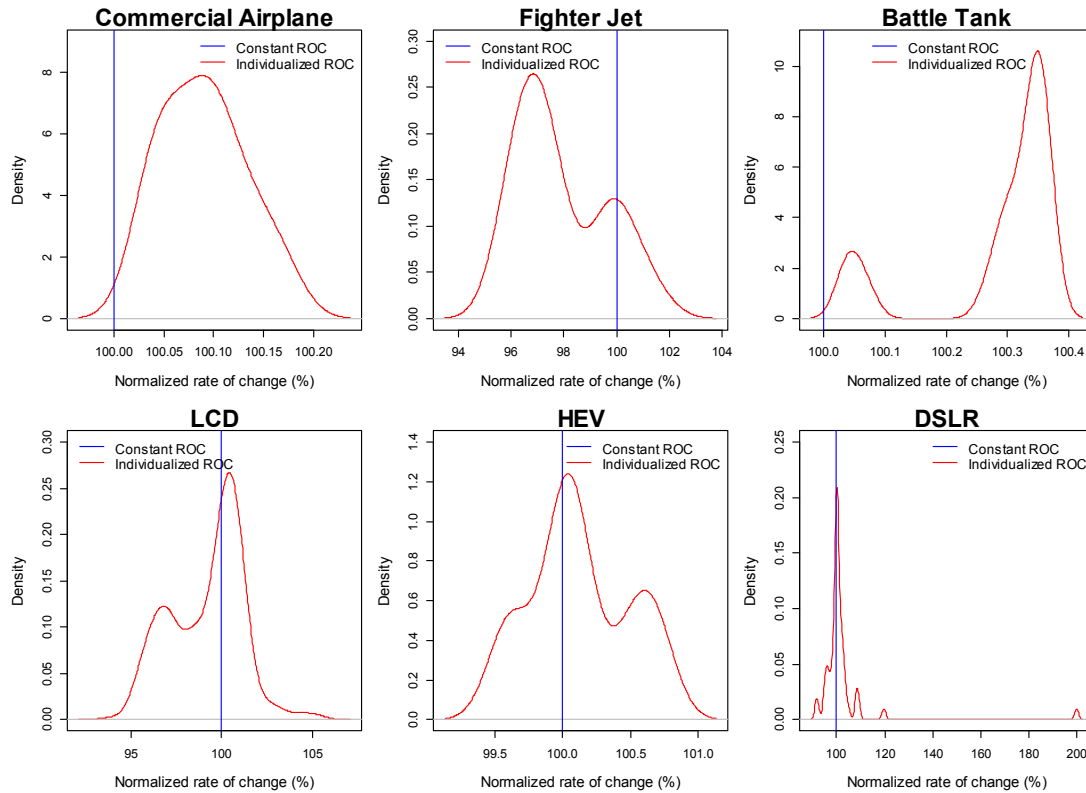 Commercial Airplane
Constant ROC
Individualized ROC
Density
0 2 4 6 8
100.00 100.05 100.10 100.15 100.20
Normalized rate of change (%)
Fighter Jet
Constant ROC
Individualized ROC
Density
0.00 0.05 0.10 0.15 0.20 0.25 0.30
94 96 98 100 102 104
Normalized rate of change (%)
Battle Tank
Constant ROC
Individualized ROC
Density
0 2 4 6 8 10
100.0 100.1 100.2 100.3 100.4
Normalized rate of change (%)
LCD
Constant ROC
Individualized ROC
Density
0.00 0.05 0.10 0.15 0.20 0.25 0.30
95 100 105
Normalized rate of change (%)
HEV
Constant ROC
Individualized ROC
Density
0.0 0.2 0.4 0.6 0.8 1.0 1.2 1.4
99.5 100.0 100.5 101.0
Normalized rate of change (%)
DSLR
Constant ROC
Individualized ROC
Density
0.00 0.05 0.10 0.15 0.20 0.25
100 120 140 160 180 200
Normalized rate of change (%)